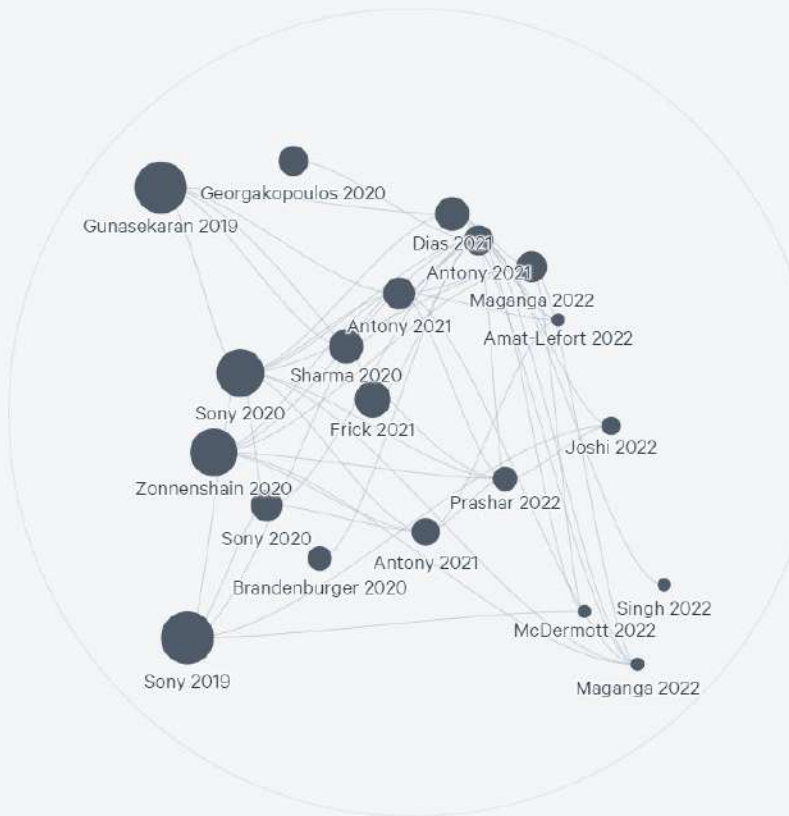 Georgakopoulos 2020
Gunasekaran 2019
Dias 2021
Antony 2021
Maganga 2022
Antony 2021
Amat-Lefort 2022
Sharma 2020
Sony 2020
Frick 2021
Joshi 2022
Zonnenshain 2020
Prashar 2022
Sony 2020
Antony 2021
Brandenburger 2020
Singh 2022
McDermott 2022
Sony 2019
Maganga 2022